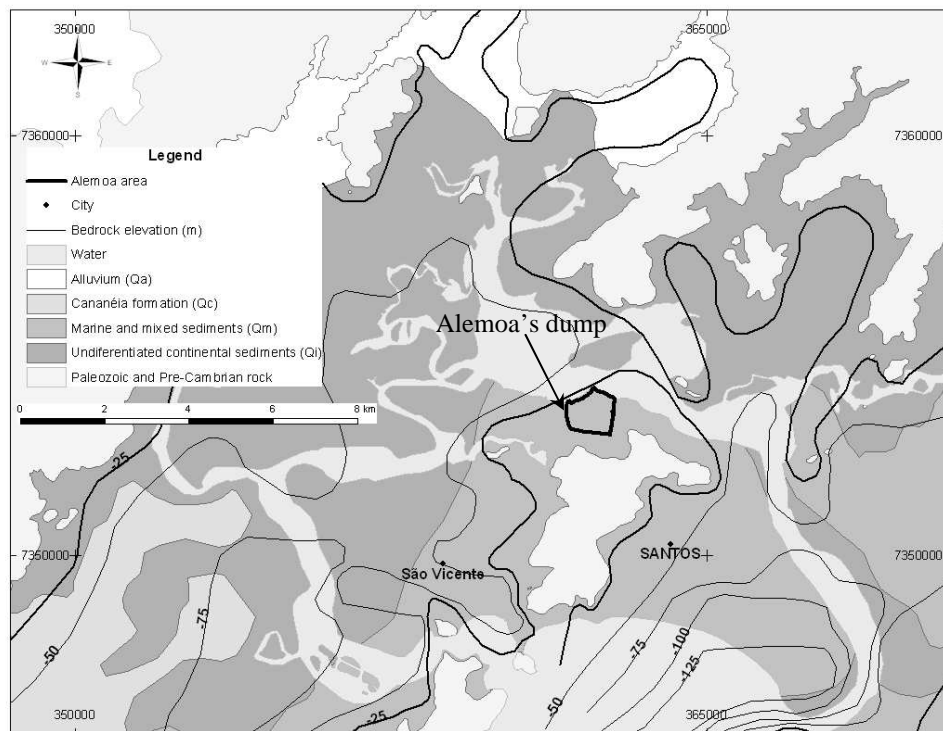 350000
365000
N
W
E
S
7360000
7360000
Legend
Alemoa area
City
Bedrock elevation (m)
Water
Alluvium (Qa)
Cananéia formation (Qc)
Marine and mixed sediments (Qm)
Undiferentiated continental sediments (Qi)
Paleozoic and Pre-Cambrian rock
Alemoa's dump
0 2 4 6 8 km
-25
7350000
SANTOS
7350000
São Vicente
-75
-50
-100
-75
-125
-50
-25
350000
365000